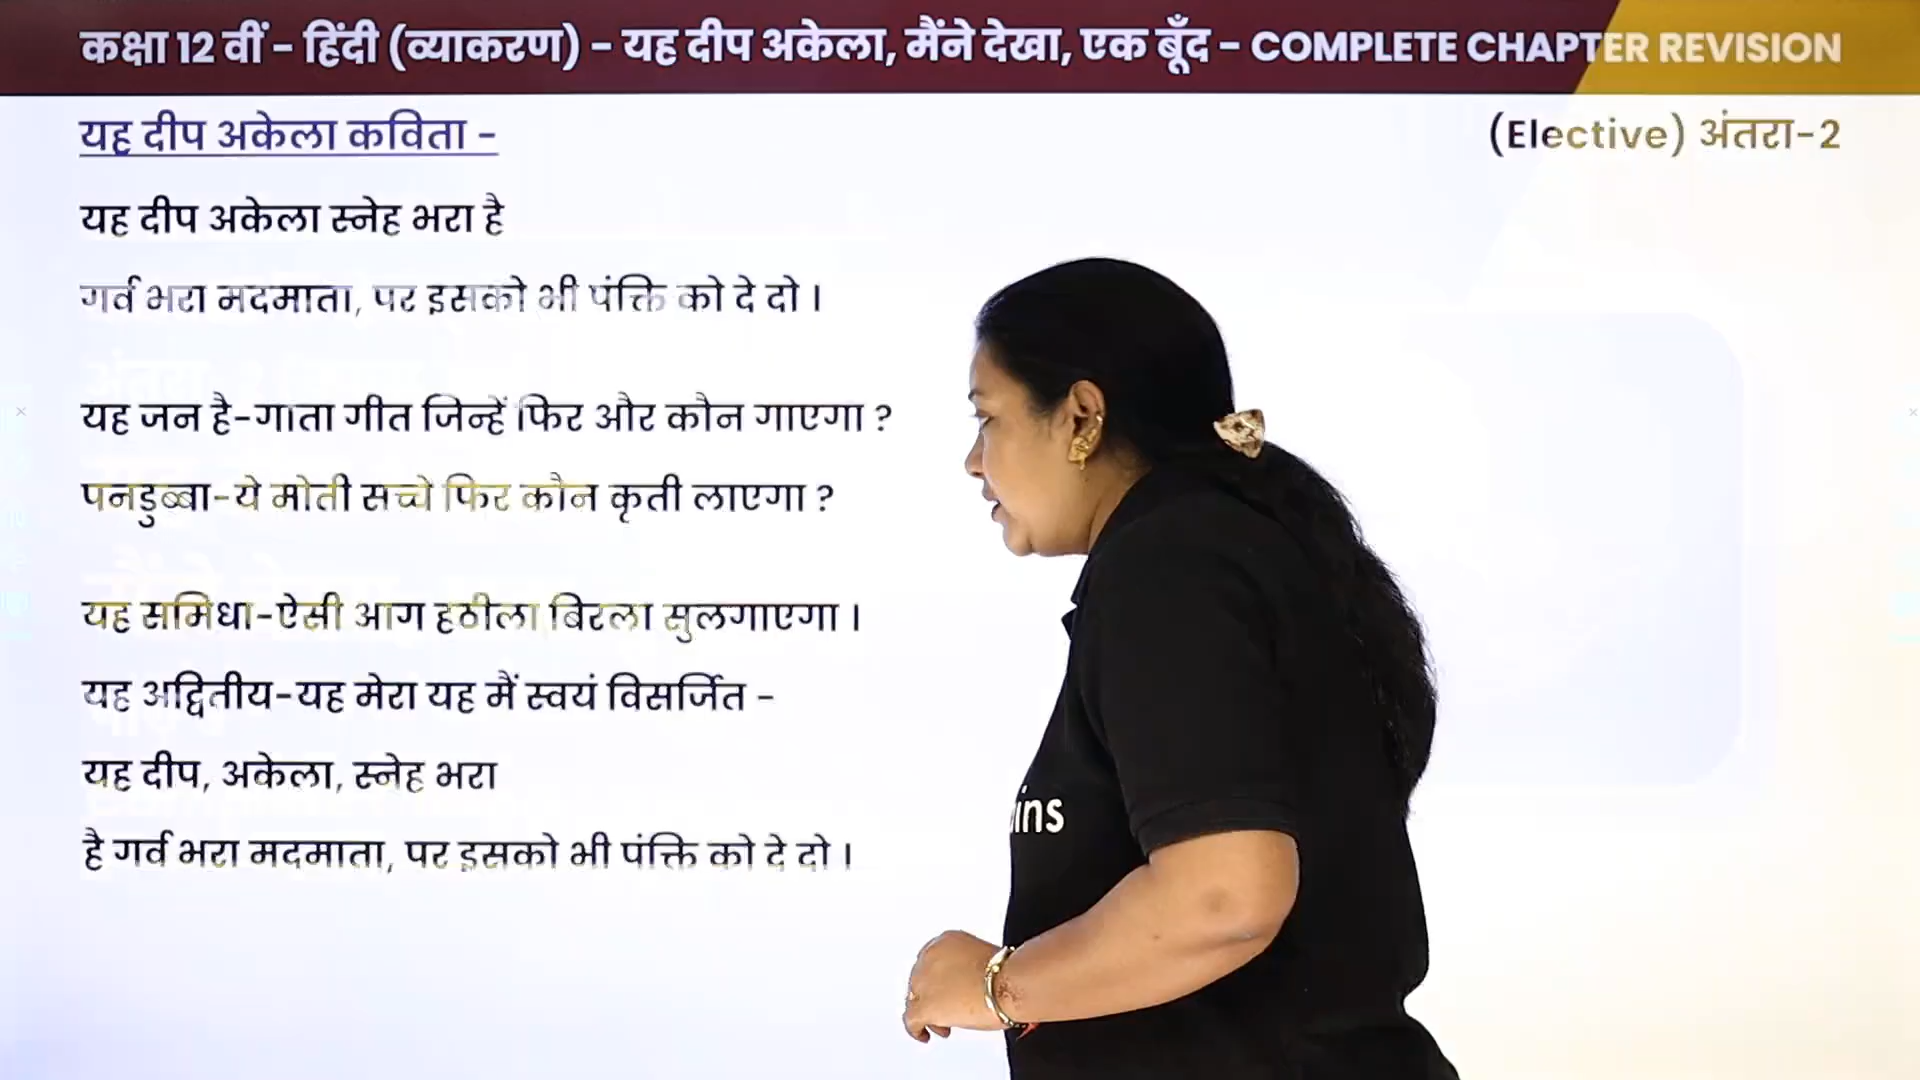 कक्षा 12 वीं - हिंदी (व्याकरण) - यह दीप अकेला, मैंने देखा, एक बूँद - COMPLETE CHAPTER REVISION
यह दीप अकेला कविता -
(Elective) अंतरा-2
यह दीप अकेला स्नेह भरा है
गर्व भरा मदमाता, पर इसको भी पंक्ति को दे दो ।
यह जन है-गाता गीत जिन्हें फिर और कौन गाएगा ?
पनडुब्बा-ये मोती सच्चे फिर कौन कृती लाएगा ?
यह समिधा-ऐसी आग हठीला बिरला सुलगाएगा ।
यह अद्वितीय-यह मेरा यह मैं स्वयं विसर्जित -
यह दीप, अकेला, स्नेह भरा
है गर्व भरा मदमाता, पर इसको भी पंक्ति को दे दो ।